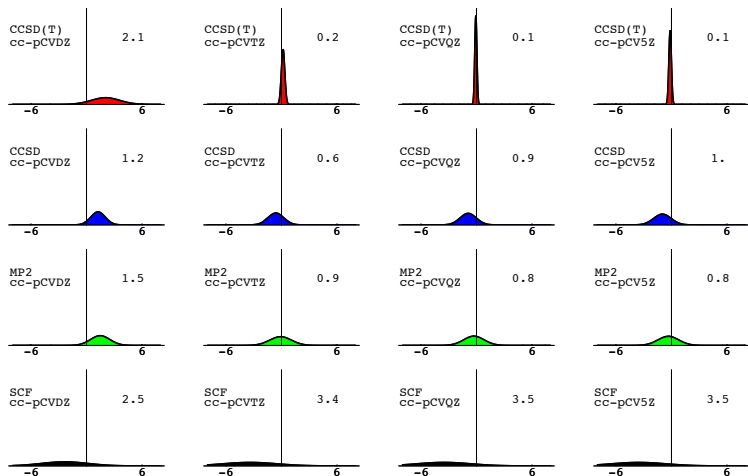 CCSD(T)
cc-pCVDZ
2.1
-6 6
CCSD(T)
cc-pCVTZ
0.2
-6 6
CCSD(T)
cc-pCVQZ
0.1
-6 6
CCSD(T)
cc-pCV5Z
0.1
-6 6
CCSD
cc-pCVDZ
1.2
-6 6
CCSD
cc-pCVTZ
0.6
-6 6
CCSD
cc-pCVQZ
0.9
-6 6
CCSD
cc-pCV5Z
1.
-6 6
MP2
cc-pCVDZ
1.5
-6 6
MP2
cc-pCVTZ
0.9
-6 6
MP2
cc-pCVQZ
0.8
-6 6
MP2
cc-pCV5Z
0.8
-6 6
SCF
cc-pCVDZ
2.5
-6 6
SCF
cc-pCVTZ
3.4
-6 6
SCF
cc-pCVQZ
3.5
-6 6
SCF
cc-pCV5Z
3.5
-6 6